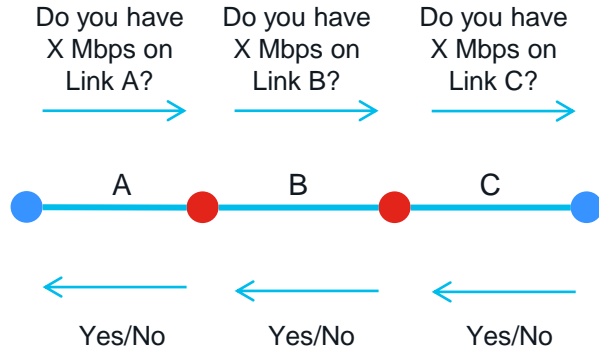 Do you have
X Mbps on
Link A?
Do you have
X Mbps on
Link B?
Do you have
X Mbps on
Link C?
A
B
C
Yes/No
Yes/No
Yes/No